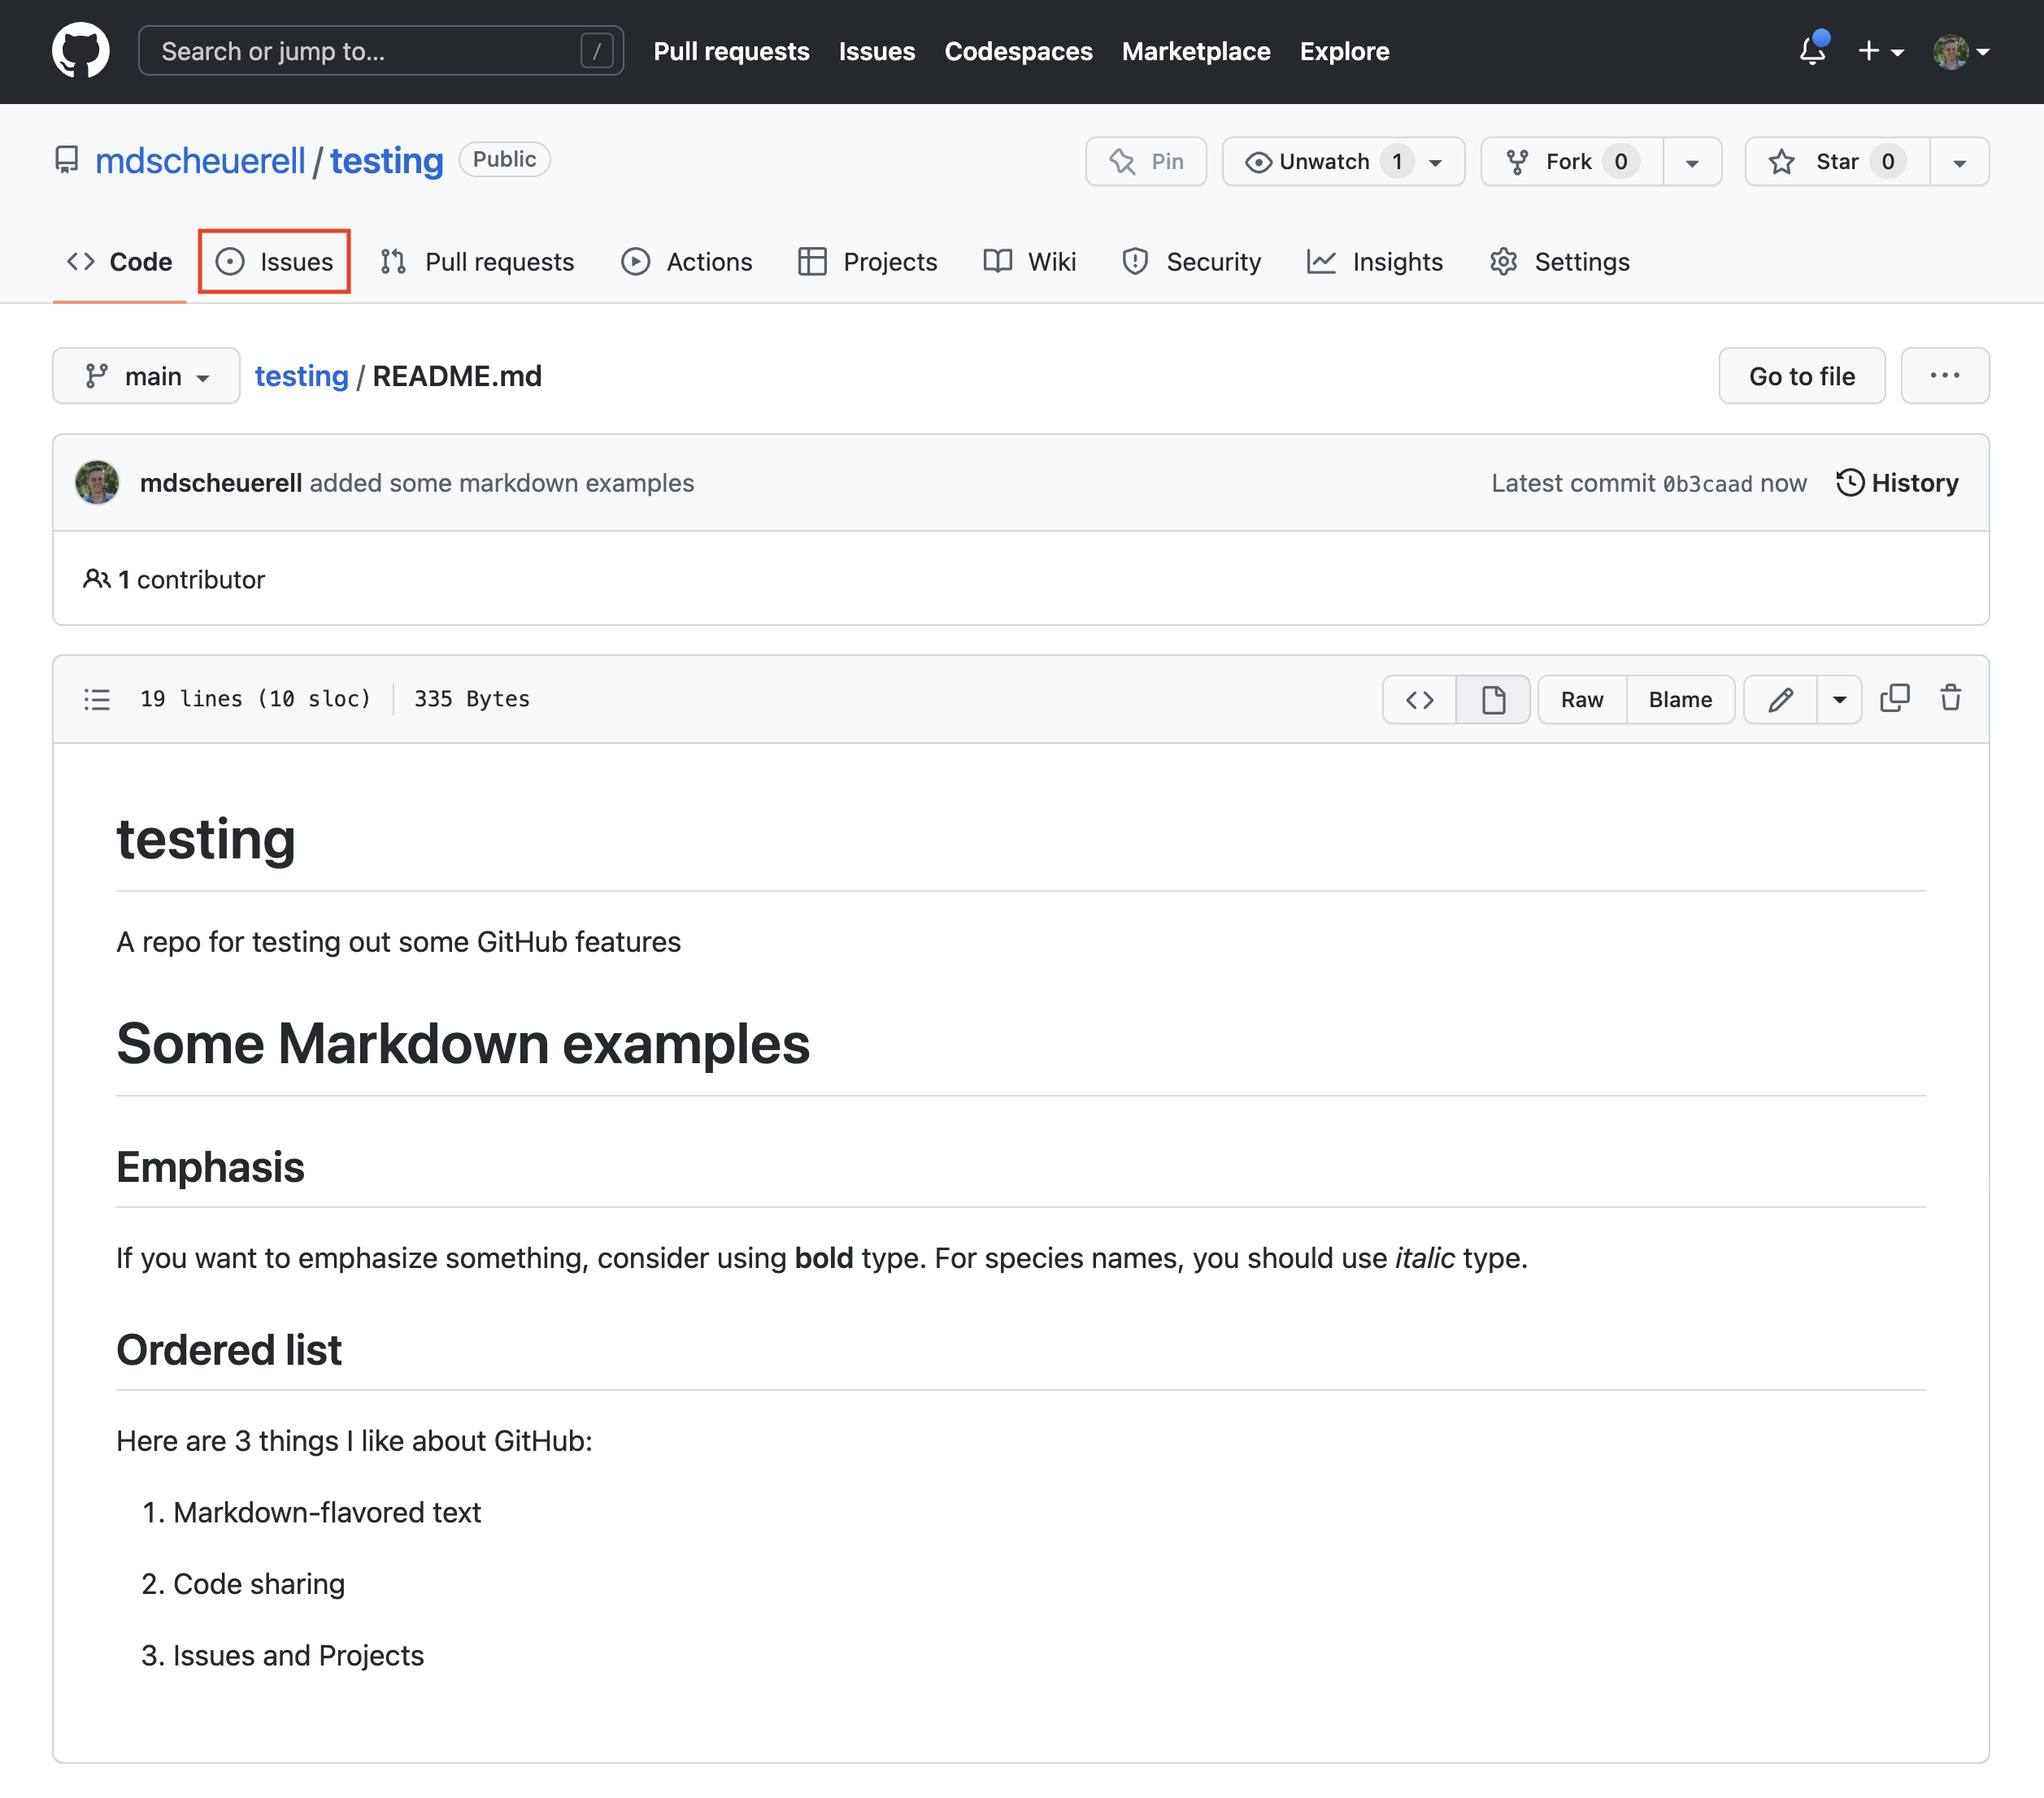 Search or jump to... / Pull requests Issues Codespaces Marketplace Explore
mdscheuerell / testing Public Pin Unwatch 1 Fork 0 Star 0
Code Issues Pull requests Actions Projects Wiki Security Insights Settings
main testing / README.md Go to file ...
mdscheuerell added some markdown examples Latest commit 0b3caad now History
1 contributor
19 lines (10 sloc) 335 Bytes Raw Blame
testing
A repo for testing out some GitHub features
Some Markdown examples
Emphasis
If you want to emphasize something, consider using bold type. For species names, you should use italic type.
Ordered list
Here are 3 things I like about GitHub:
1. Markdown-flavored text
2. Code sharing
3. Issues and Projects